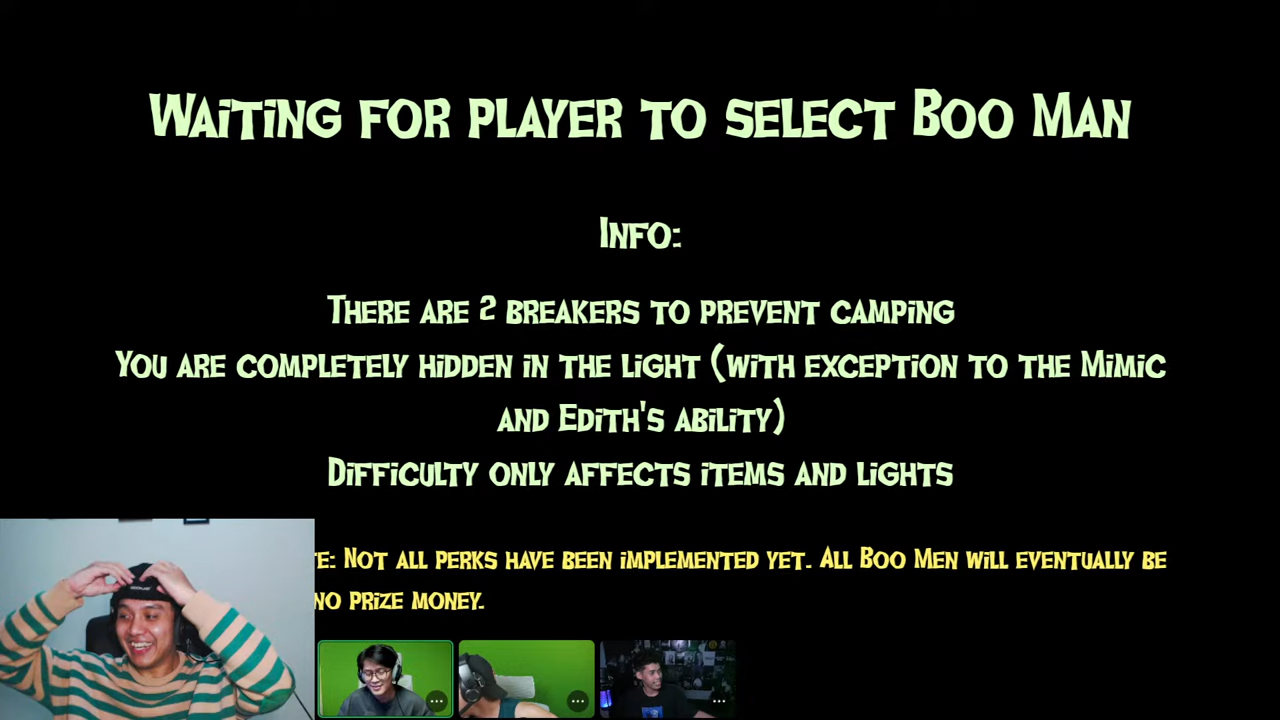 Waiting for player to select Boo Man
Info:
There are 2 breakers to prevent camping
You are completely hidden in the light (with exception to the Mimic
and Edith's ability)
Difficulty only affects items and lights
te: Not all perks have been implemented yet. All Boo Men will eventually be
no prize money.